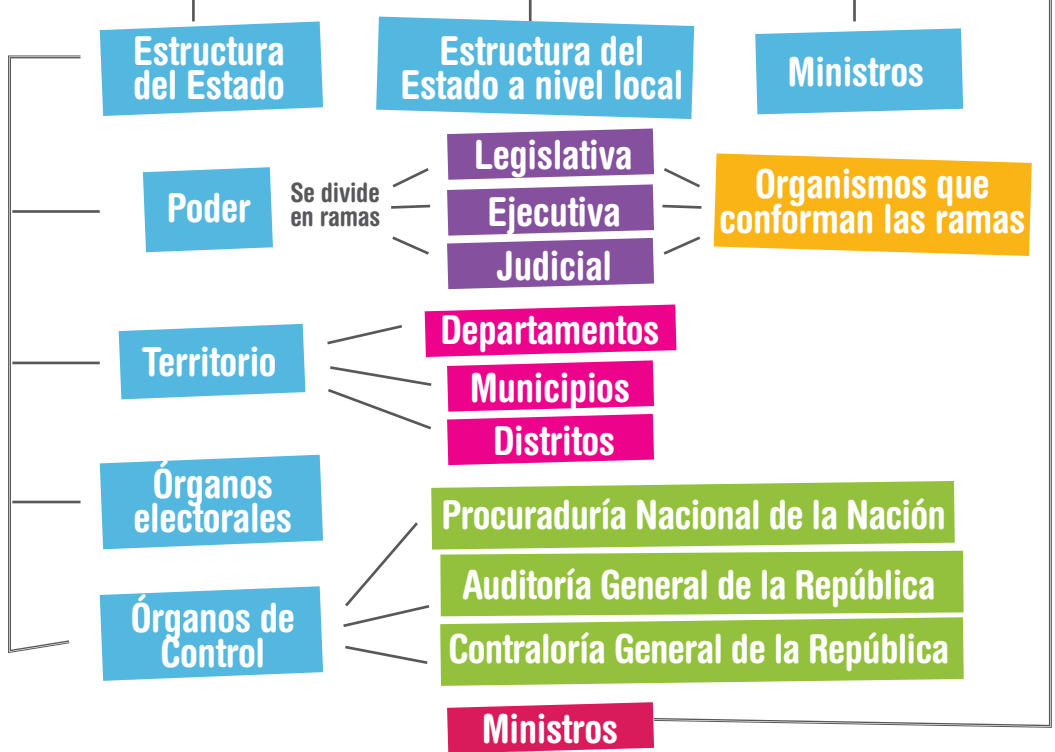 Estructura
del Estado
Estructura del
Estado a nivel local
Ministros
Poder
Se divide
en ramas
Legislativa
Ejecutiva
Judicial
Organismos que
conforman las ramas
Territorio
Departamentos
Municipios
Distritos
Órganos
electorales
Órganos de
Control
Procuraduría Nacional de la Nación
Auditoría General de la República
Contraloría General de la República
Ministros